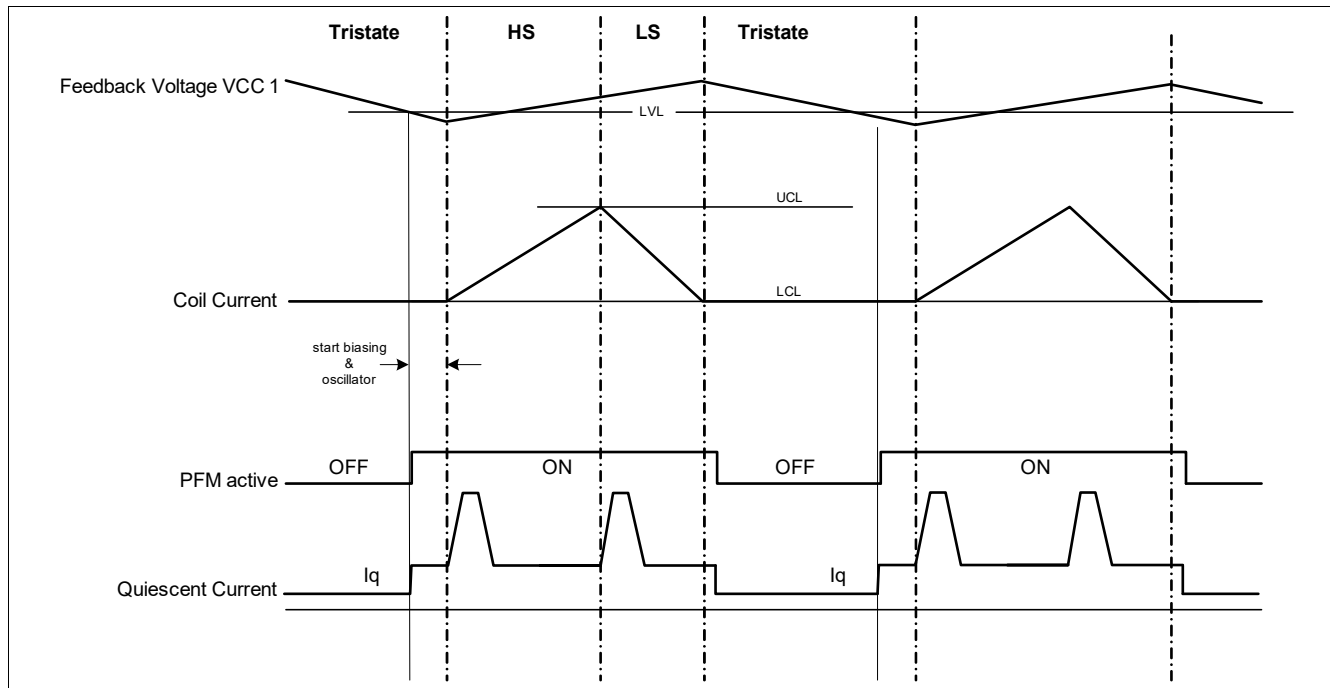 Tristate
HS
LS
Tristate
Feedback Voltage VCC 1
LVL
UCL
Coil Current
LCL
start biasing
&
oscillator
PFM active
OFF
ON
OFF
ON
Quiescent Current
Iq
Iq